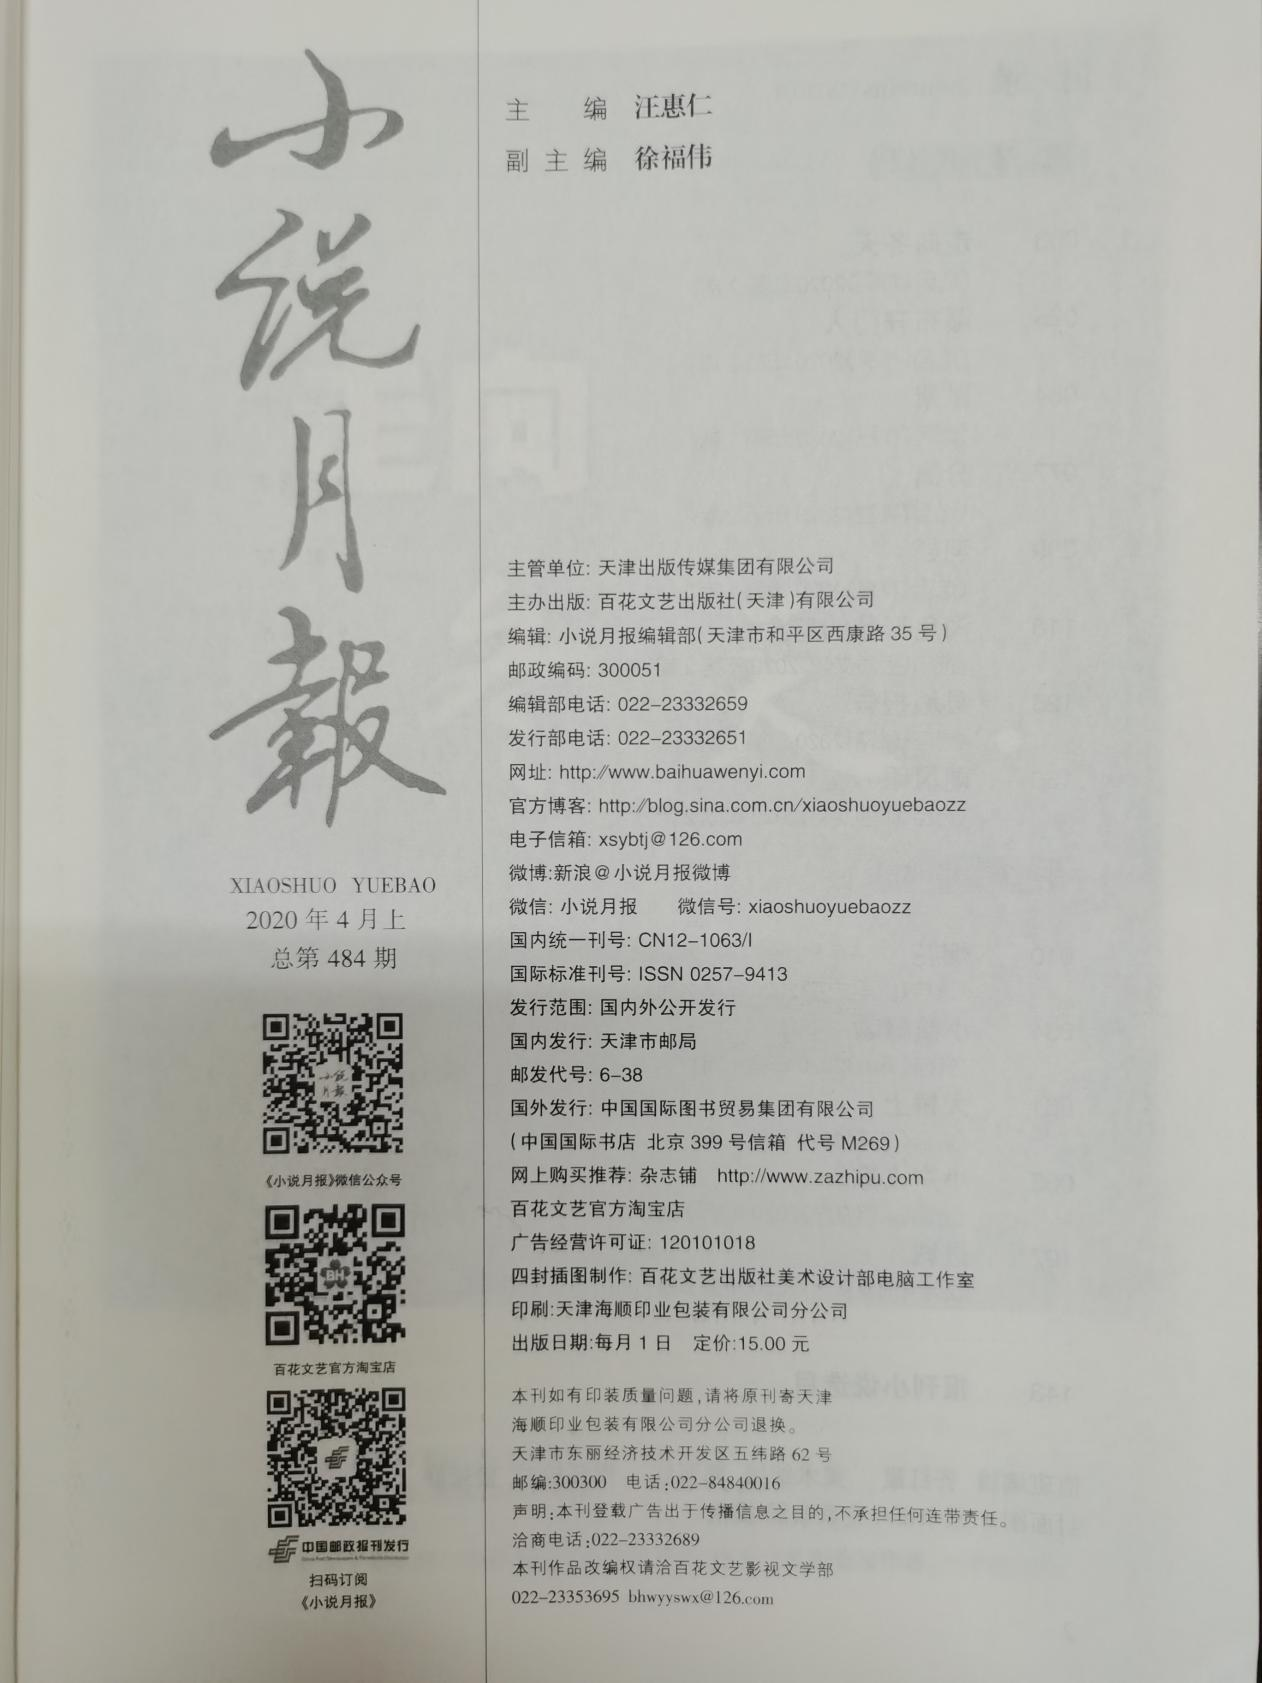 小说月報
XIAOSHUO YUEBAO
2020 年 4 月上
总第 484 期
小说月報
《小说月报》微信公众号
BH
百花文艺官方淘宝店
中国邮政报刊发行
扫码订阅
《小说月报》
主 编 汪惠仁
副主编 徐福伟
主管单位: 天津出版传媒集团有限公司
主办出版: 百花文艺出版社(天津)有限公司
编辑: 小说月报编辑部(天津市和平区西康路 35 号)
邮政编码: 300051
编辑部电话: 022-23332659
发行部电话: 022-23332651
网址: http://www.baihuawenyi.com
官方博客: http://blog.sina.com.cn/xiaoshuoyuebaozz
电子信箱: xsybtj@126.com
微博:新浪@小说月报微博
微信: 小说月报 微信号: xiaoshuoyuebaozz
国内统一刊号: CN12-1063/I
国际标准刊号: ISSN 0257-9413
发行范围: 国内外公开发行
国内发行: 天津市邮局
邮发代号: 6-38
国外发行: 中国国际图书贸易集团有限公司
(中国国际书店 北京 399 号信箱 代号 M269)
网上购买推荐: 杂志铺 http://www.zazhipu.com
百花文艺官方淘宝店
广告经营许可证: 120101018
四封插图制作: 百花文艺出版社美术设计部电脑工作室
印刷:天津海顺印业包装有限公司分公司
出版日期:每月 1 日 定价:15.00 元
本刊如有印装质量问题,请将原刊寄天津
海顺印业包装有限公司分公司退换。
天津市东丽经济技术开发区五纬路 62 号
邮编:300300 电话:022-84840016
声明:本刊登载广告出于传播信息之目的,不承担任何连带责任。
洽商电话:022-23332689
本刊作品改编权请洽百花文艺影视文学部
022-23353695 bhwyyswx@126.com